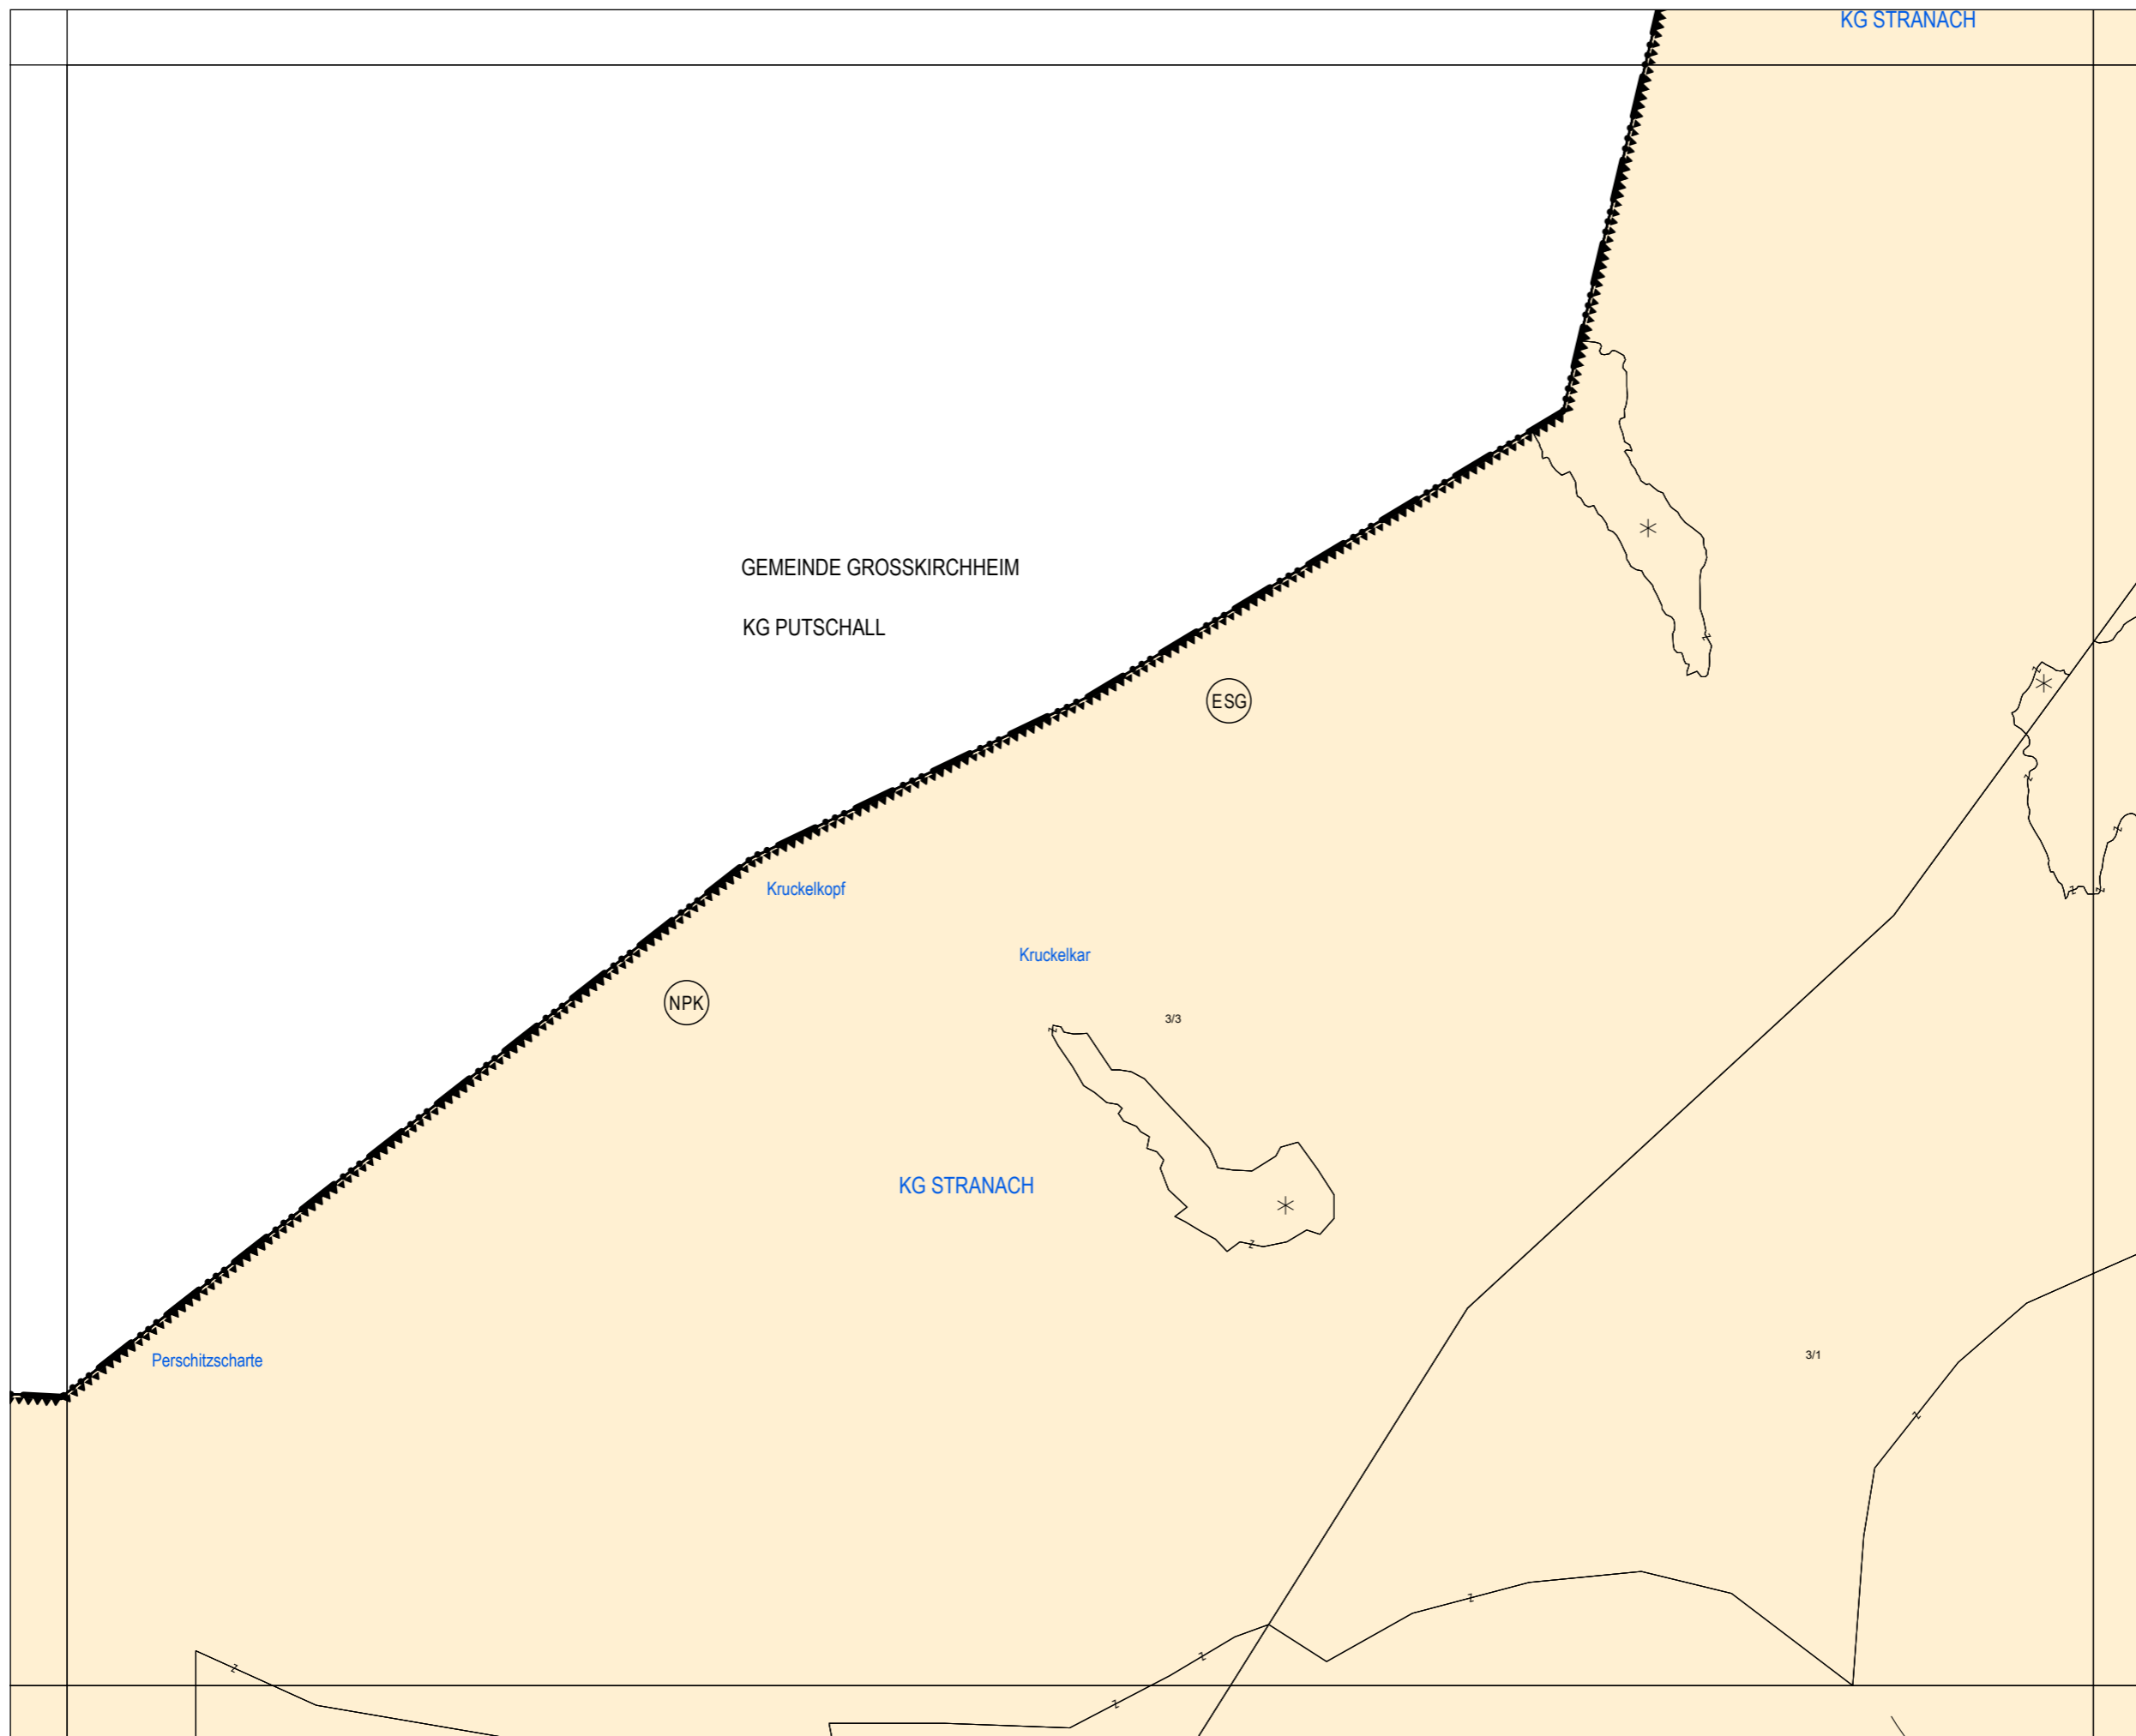 KG STRANACH
GEMEINDE GROSSKIRCHHEIM
KG PUTSCHALL
ESG
Kruckelkopf
Kruckelkar
NPK
3/3
KG STRANACH
3/1
Perschitzscharte